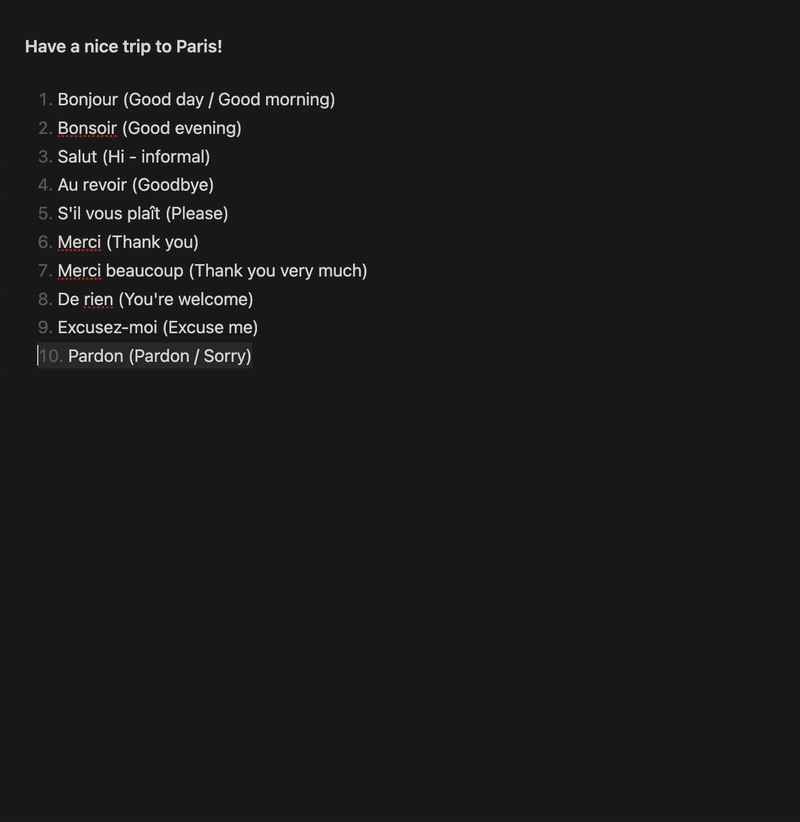 Have a nice trip to Paris!
1. Bonjour (Good day / Good morning)
2. Bonsoir (Good evening)
3. Salut (Hi - informal)
4. Au revoir (Goodbye)
5. S'il vous plaît (Please)
6. Merci (Thank you)
7. Merci beaucoup (Thank you very much)
8. De rien (You're welcome)
9. Excusez-moi (Excuse me)
10. Pardon (Pardon / Sorry)